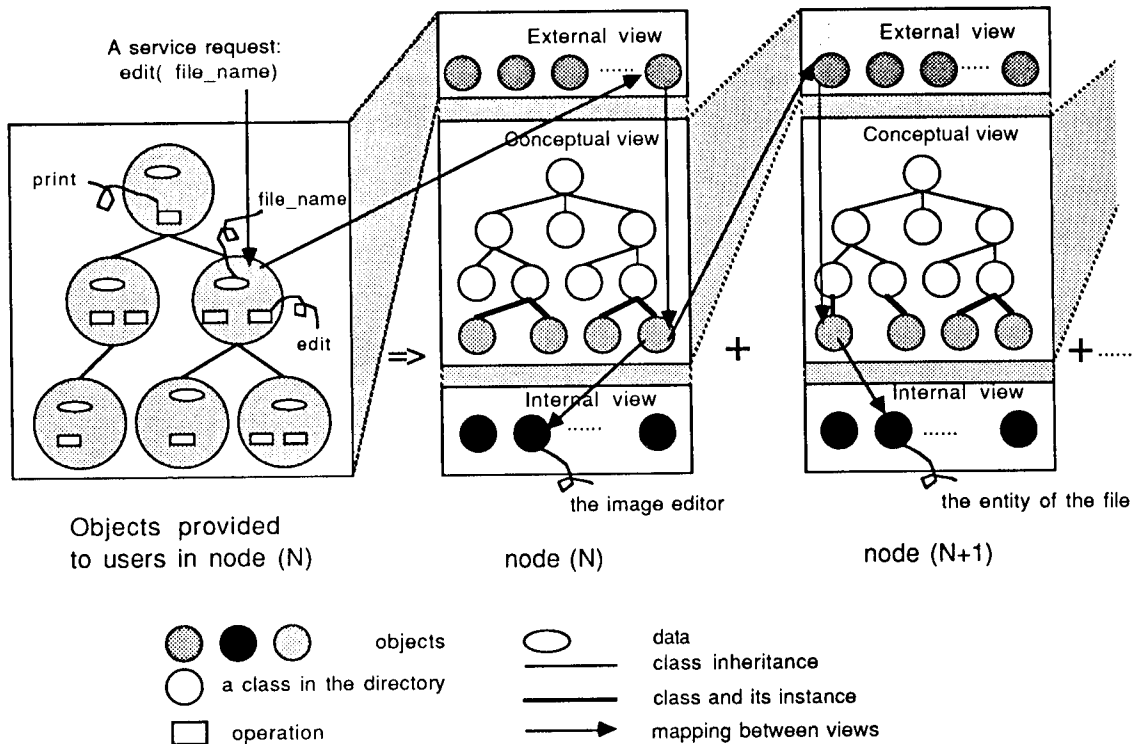 A service request:
edit( file_name)
print
file_name
edit
Objects provided
to users in node (N)
=>
External view
......
Conceptual view
Internal view
......
the image editor
node (N)
+
External view
......
Conceptual view
Internal view
......
the entity of the file
node (N+1)
+ ......
objects
a class in the directory
operation
data
class inheritance
class and its instance
mapping between views